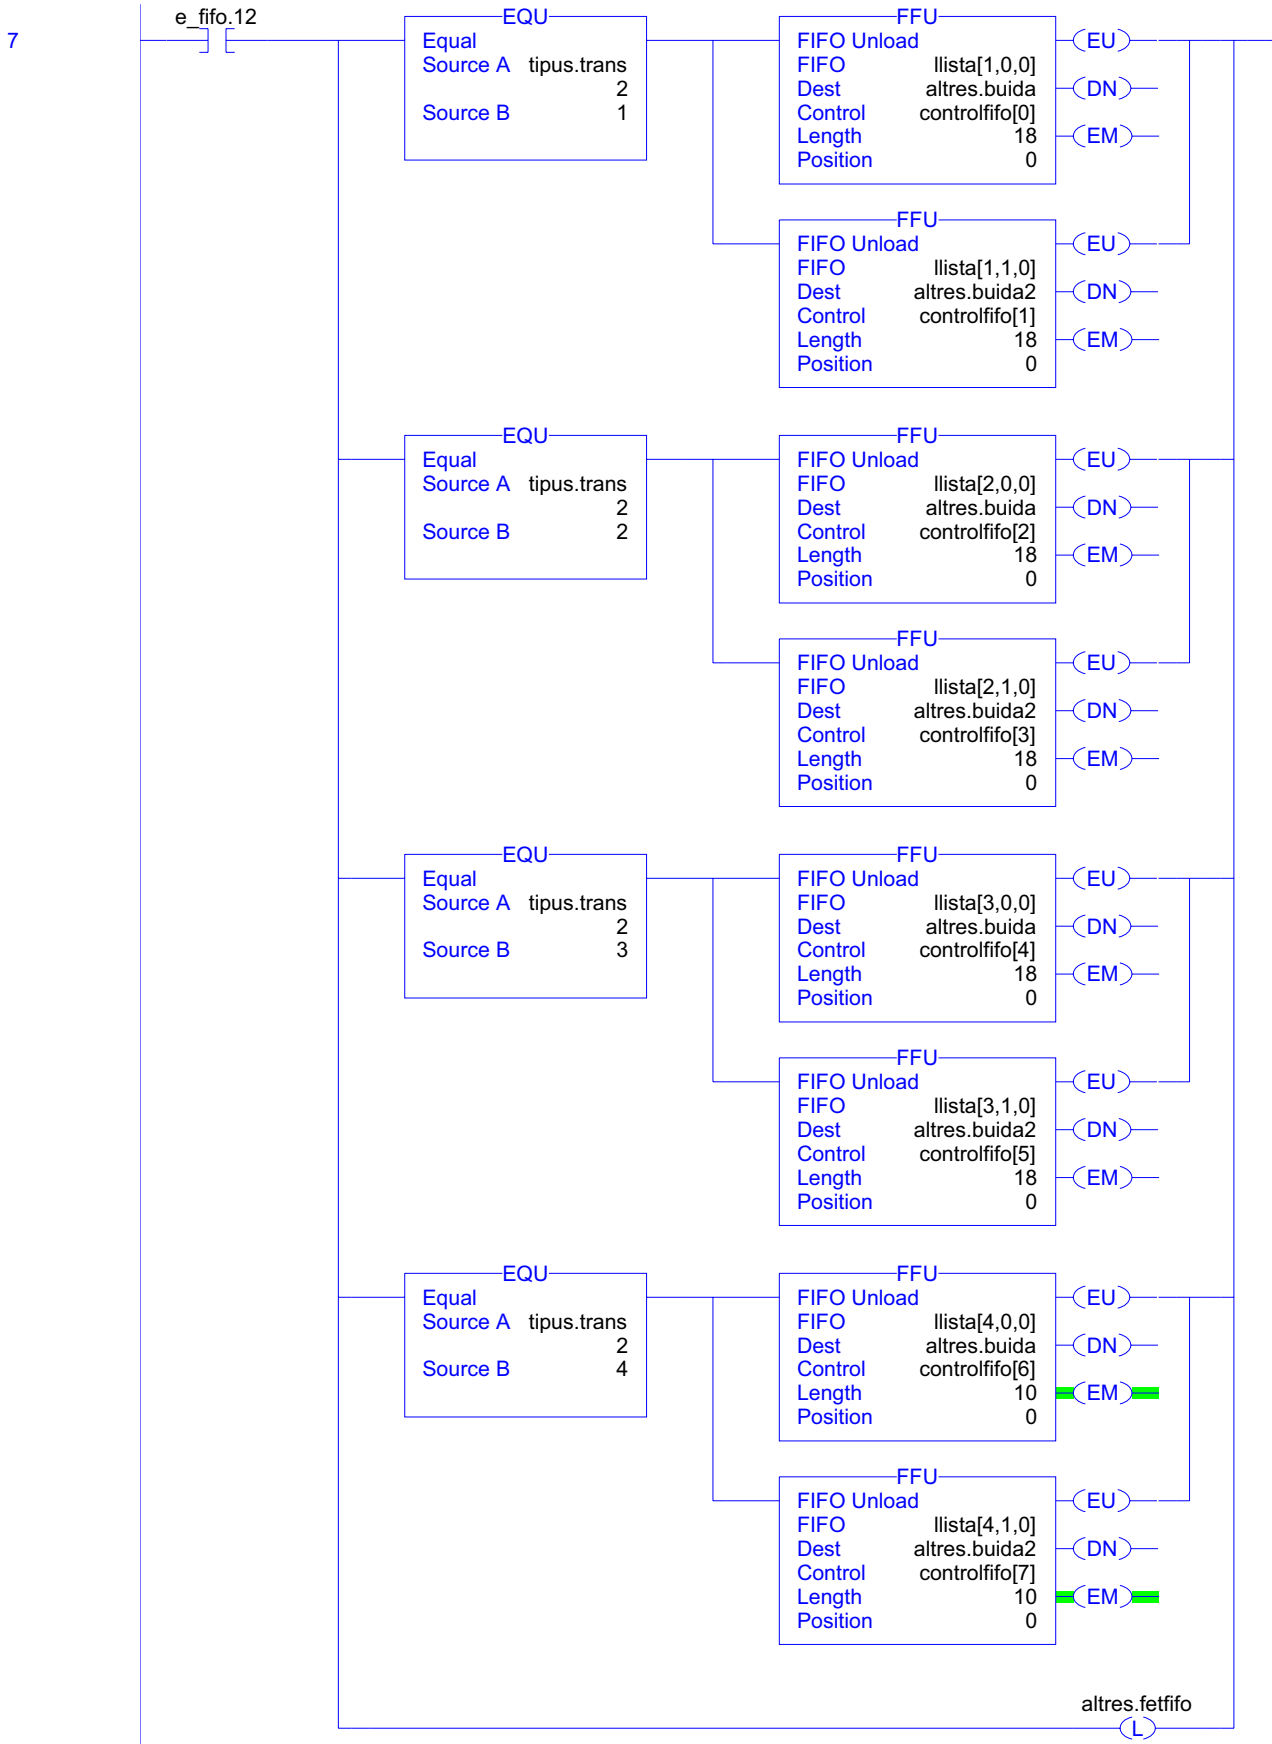 e_fifo.12
7
EQU
Equal
Source A tipus.trans
2
Source B 1
FFU
FIFO Unload
FIFO llista[1,0,0]
Dest altres.buida
Control controlfifo[0]
Length 18
Position 0
EU
DN
EM
FFU
FIFO Unload
FIFO llista[1,1,0]
Dest altres.buida2
Control controlfifo[1]
Length 18
Position 0
EU
DN
EM
EQU
Equal
Source A tipus.trans
2
Source B 2
FFU
FIFO Unload
FIFO llista[2,0,0]
Dest altres.buida
Control controlfifo[2]
Length 18
Position 0
EU
DN
EM
FFU
FIFO Unload
FIFO llista[2,1,0]
Dest altres.buida2
Control controlfifo[3]
Length 18
Position 0
EU
DN
EM
EQU
Equal
Source A tipus.trans
2
Source B 3
FFU
FIFO Unload
FIFO llista[3,0,0]
Dest altres.buida
Control controlfifo[4]
Length 18
Position 0
EU
DN
EM
FFU
FIFO Unload
FIFO llista[3,1,0]
Dest altres.buida2
Control controlfifo[5]
Length 18
Position 0
EU
DN
EM
EQU
Equal
Source A tipus.trans
2
Source B 4
FFU
FIFO Unload
FIFO llista[4,0,0]
Dest altres.buida
Control controlfifo[6]
Length 10
Position 0
EU
DN
EM
FFU
FIFO Unload
FIFO llista[4,1,0]
Dest altres.buida2
Control controlfifo[7]
Length 10
Position 0
EU
DN
EM
altres.fetfifo
L